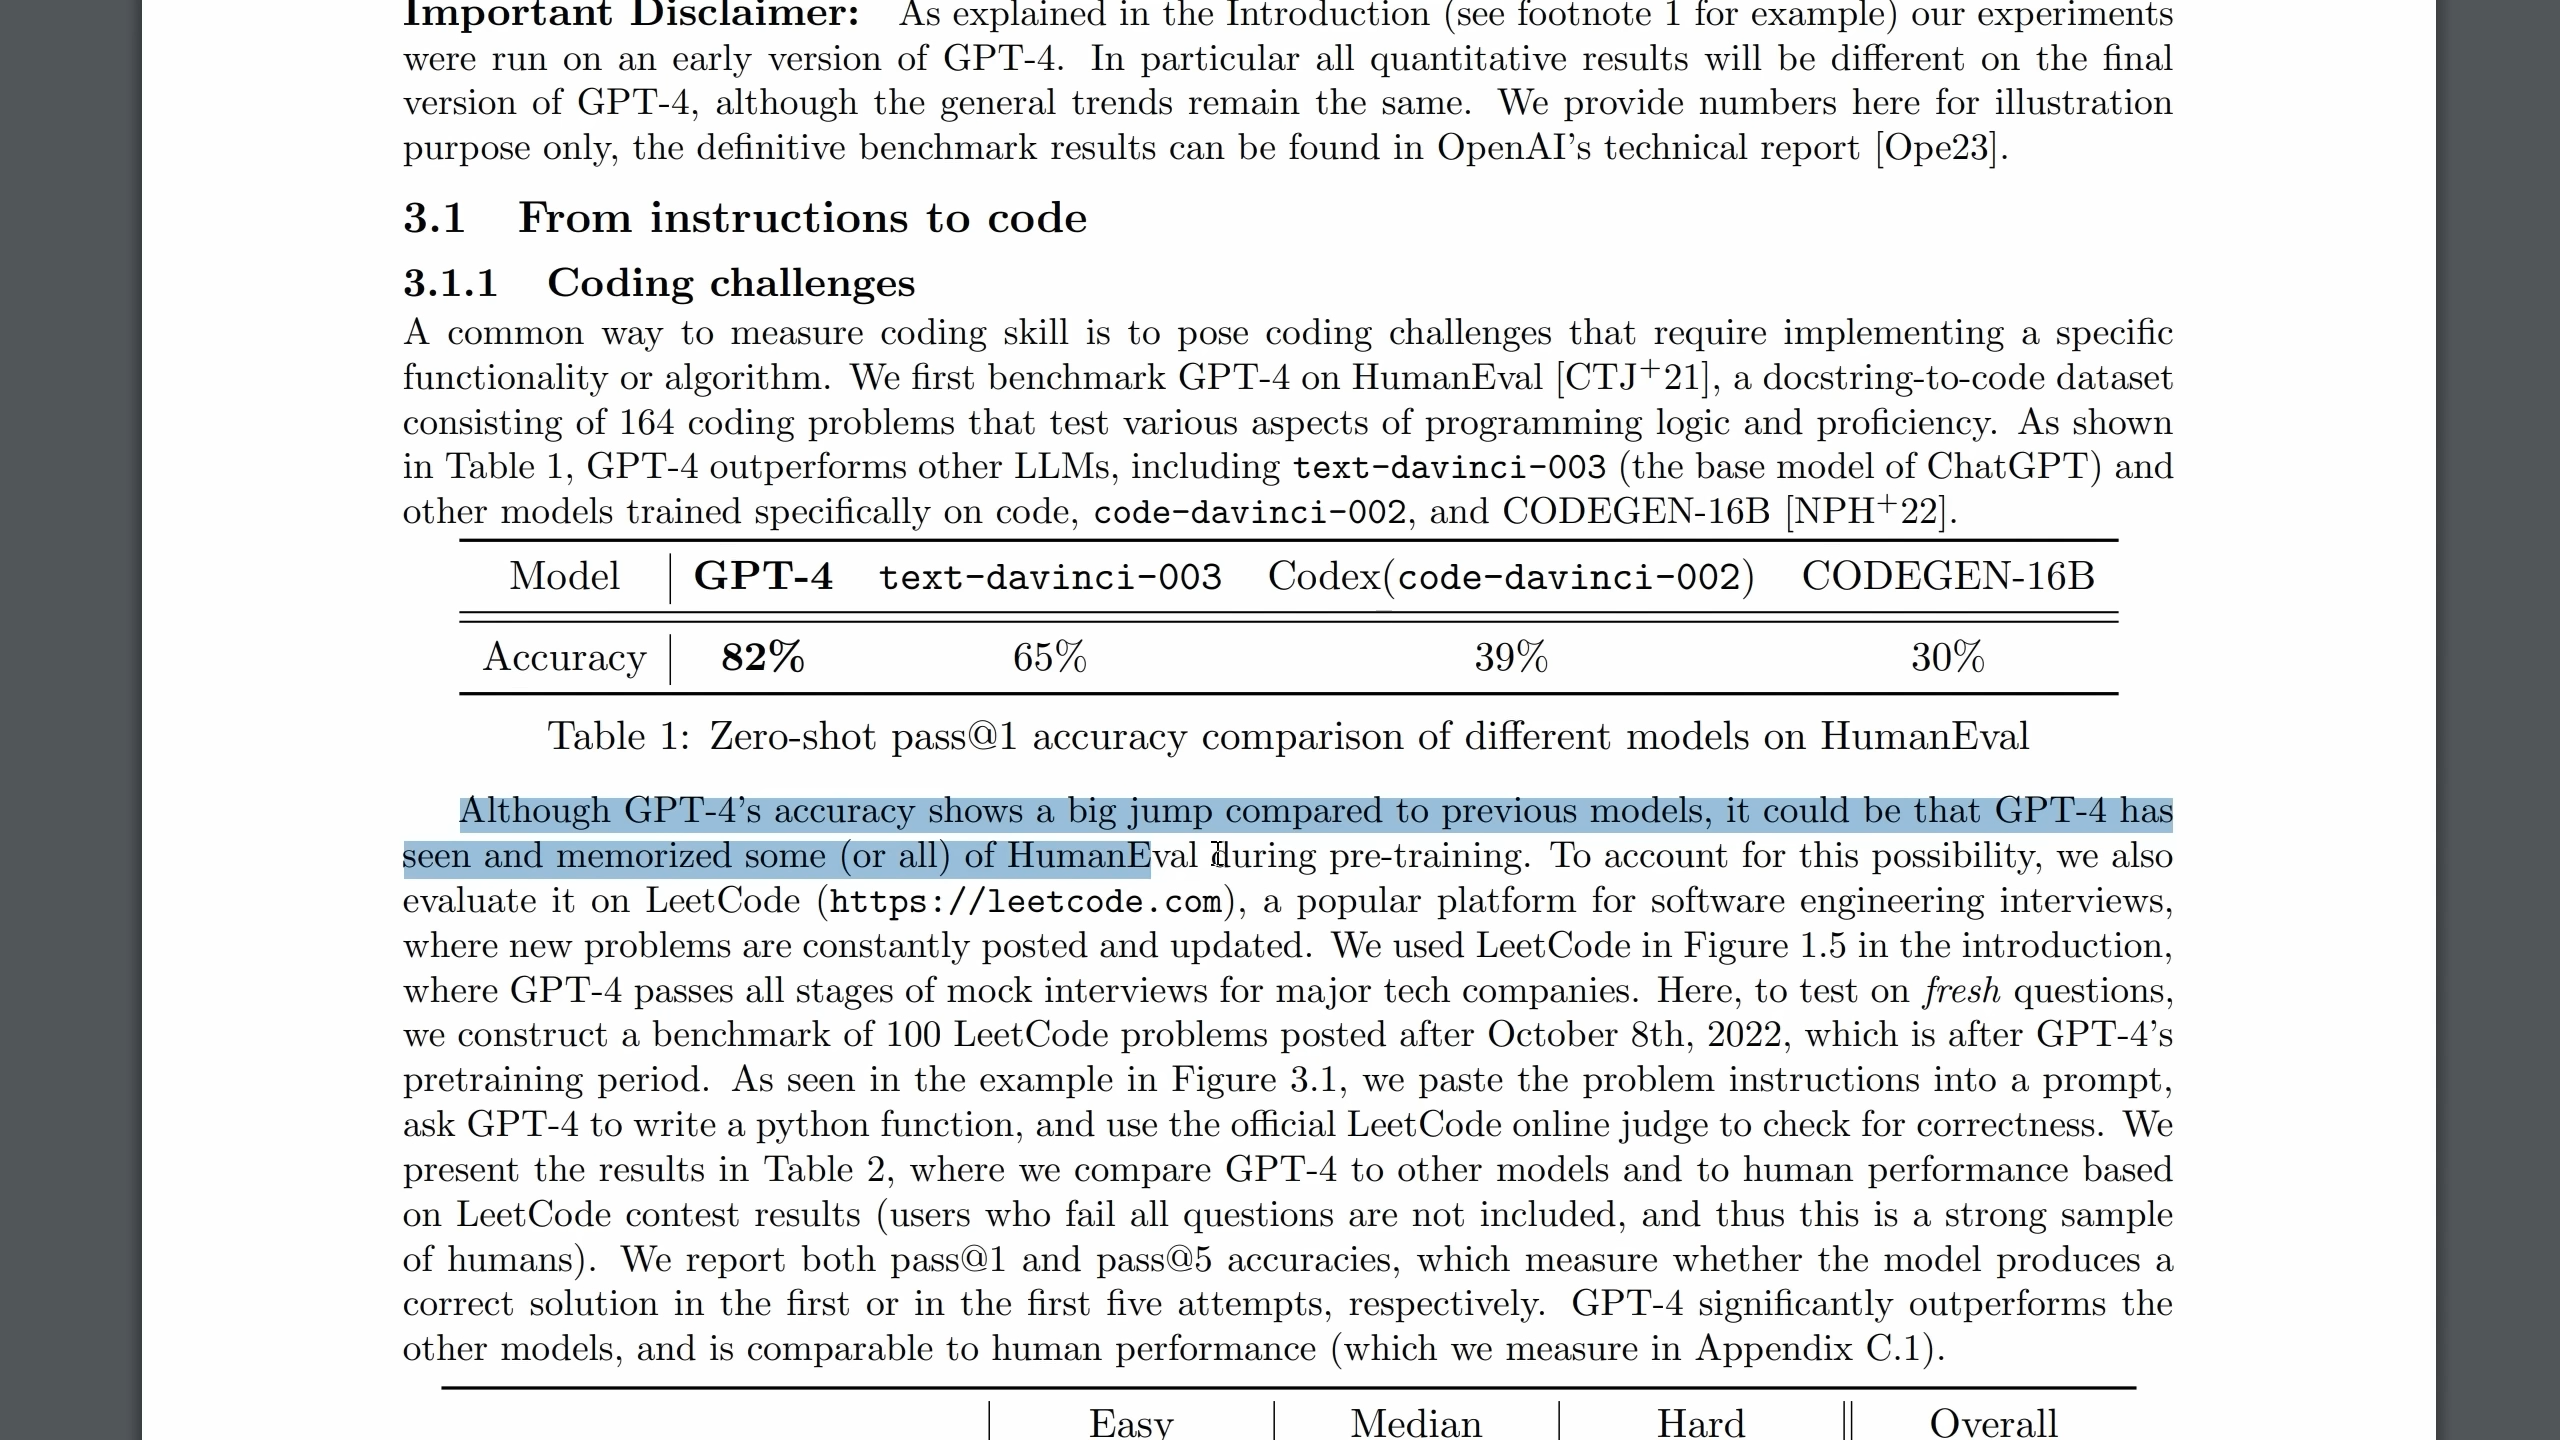 Important Disclaimer: As explained in the Introduction (see footnote 1 for example) our experiments
were run on an early version of GPT-4. In particular all quantitative results will be different on the final
version of GPT-4, although the general trends remain the same. We provide numbers here for illustration
purpose only, the definitive benchmark results can be found in OpenAI's technical report [Ope23].
3.1 From instructions to code
3.1.1 Coding challenges
A common way to measure coding skill is to pose coding challenges that require implementing a specific
functionality or algorithm. We first benchmark GPT-4 on HumanEval [CTJ+21], a docstring-to-code dataset
consisting of 164 coding problems that test various aspects of programming logic and proficiency. As shown
in Table 1, GPT-4 outperforms other LLMs, including text-davinci-003 (the base model of ChatGPT) and
other models trained specifically on code, code-davinci-002, and CODEGEN-16B [NPH+22].
Model GPT-4 text-davinci-003 Codex(code-davinci-002) CODEGEN-16B
Accuracy 82% 65% 39% 30%
Table 1: Zero-shot pass@1 accuracy comparison of different models on HumanEval
Although GPT-4's accuracy shows a big jump compared to previous models, it could be that GPT-4 has
seen and memorized some (or all) of HumanEval during pre-training. To account for this possibility, we also
evaluate it on LeetCode (https://leetcode.com), a popular platform for software engineering interviews,
where new problems are constantly posted and updated. We used LeetCode in Figure 1.5 in the introduction,
where GPT-4 passes all stages of mock interviews for major tech companies. Here, to test on fresh questions,
we construct a benchmark of 100 LeetCode problems posted after October 8th, 2022, which is after GPT-4's
pretraining period. As seen in the example in Figure 3.1, we paste the problem instructions into a prompt,
ask GPT-4 to write a python function, and use the official LeetCode online judge to check for correctness. We
present the results in Table 2, where we compare GPT-4 to other models and to human performance based
on LeetCode contest results (users who fail all questions are not included, and thus this is a strong sample
of humans). We report both pass@1 and pass@5 accuracies, which measure whether the model produces a
correct solution in the first or in the first five attempts, respectively. GPT-4 significantly outperforms the
other models, and is comparable to human performance (which we measure in Appendix C.1).
Easy Median Hard Overall